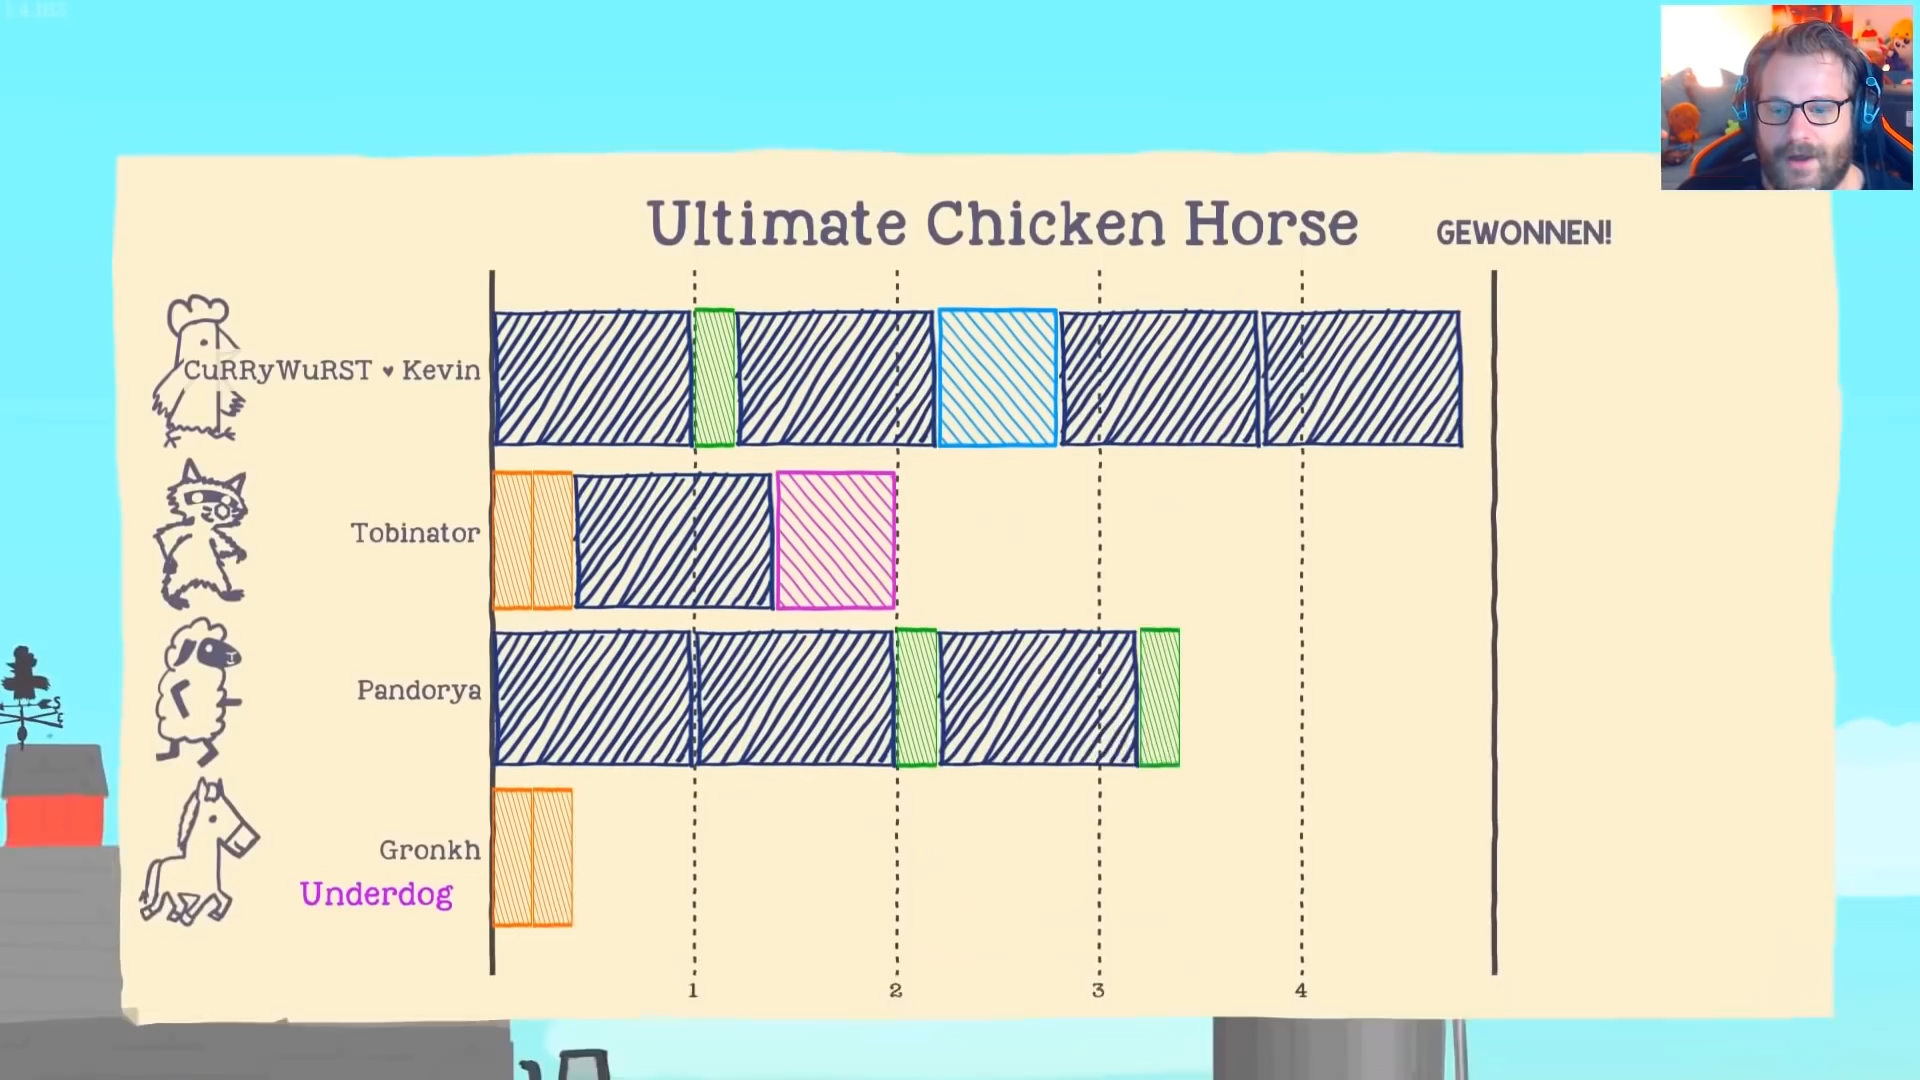 Ultimate Chicken Horse
GEWONNEN!
CuRRyWuRST ♥ Kevin
Tobinator
Pandorya
Gronkh
Underdog
1 2 3 4